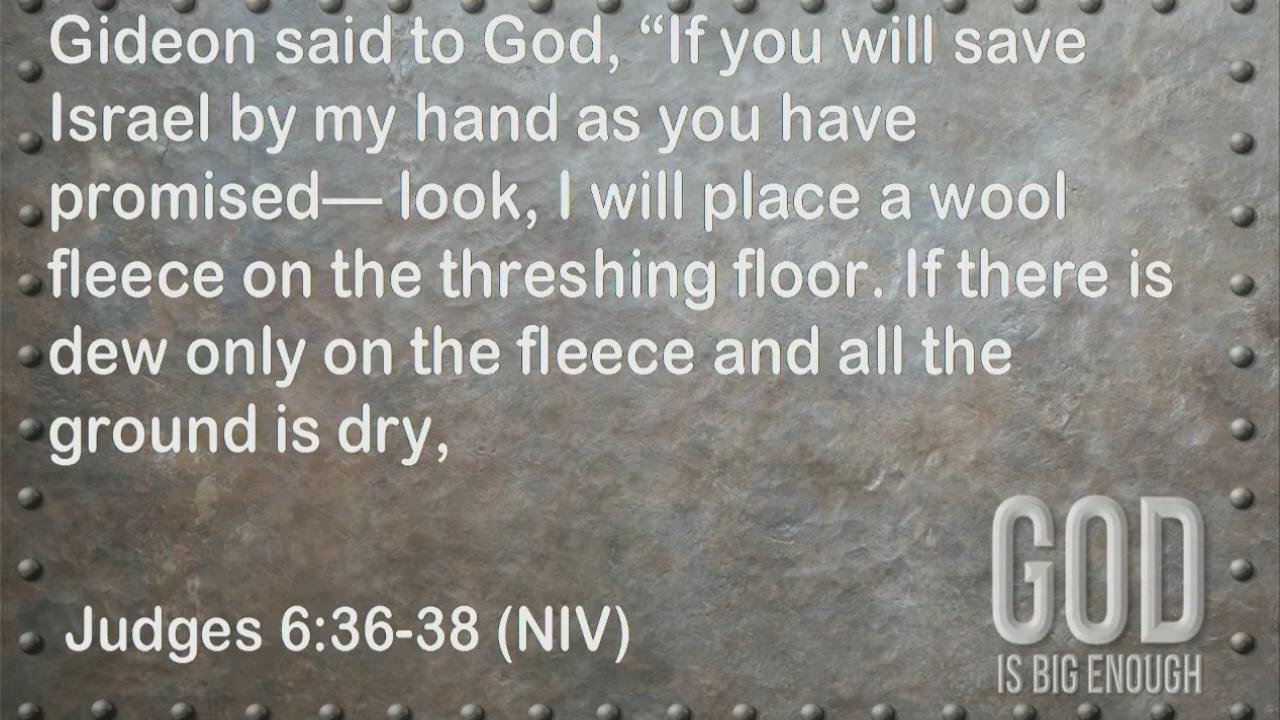 Gideon said to God, “If you will save
Israel by my hand as you have
promised— look, I will place a wool
fleece on the threshing floor. If there is
dew only on the fleece and all the
ground is dry,
Judges 6:36-38 (NIV)
GOD
IS BIG ENOUGH